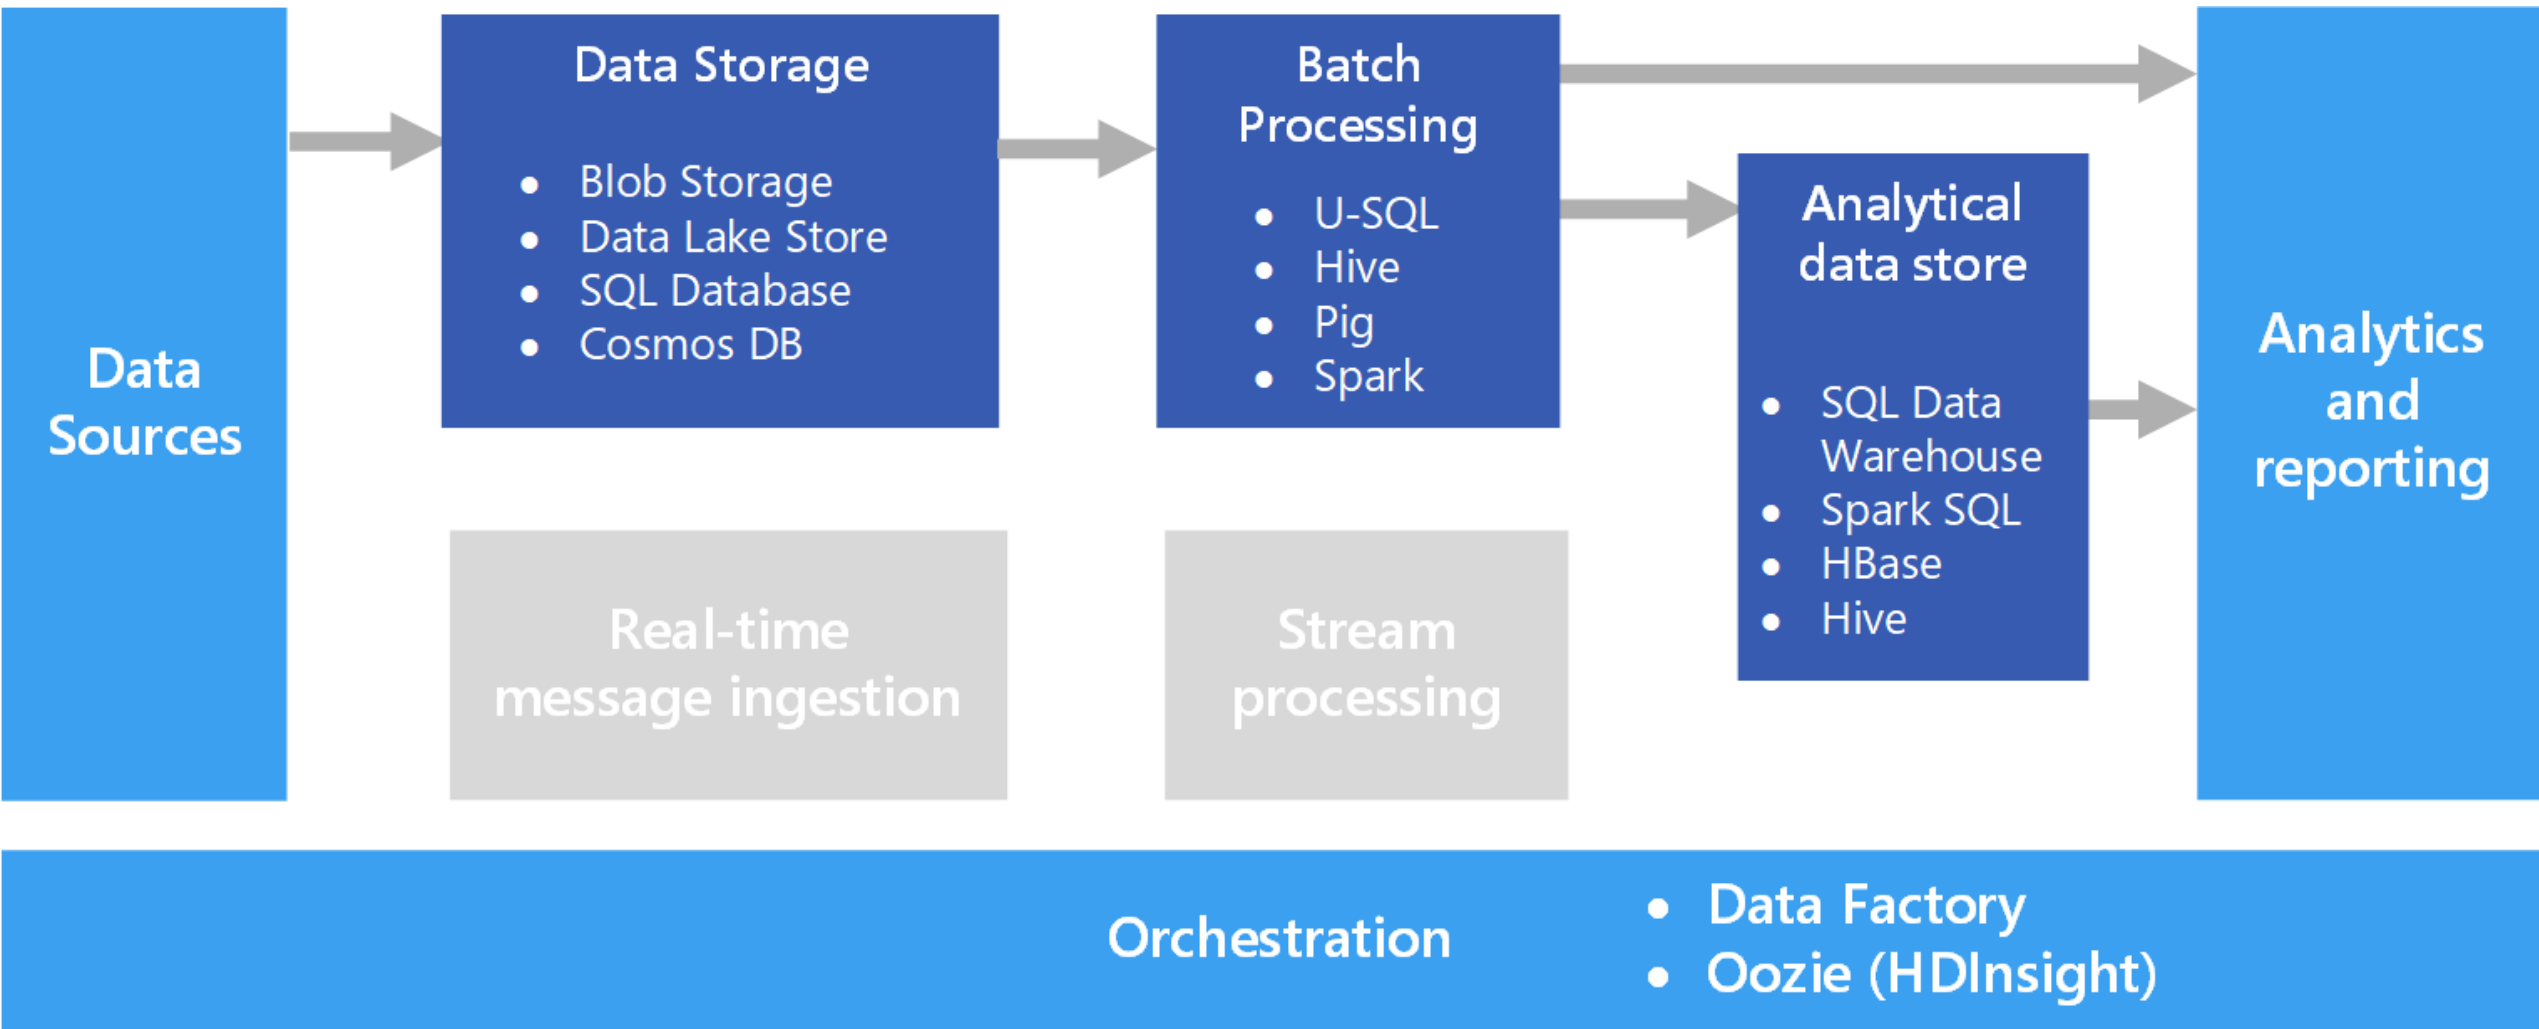 Data
Sources
Data Storage
● Blob Storage
● Data Lake Store
● SQL Database
● Cosmos DB
Batch
Processing
● U-SQL
● Hive
● Pig
● Spark
Analytical
data store
● SQL Data
Warehouse
● Spark SQL
● HBase
● Hive
Analytics
and
reporting
Real-time
message ingestion
Stream
processing
Orchestration
● Data Factory
● Oozie (HDInsight)